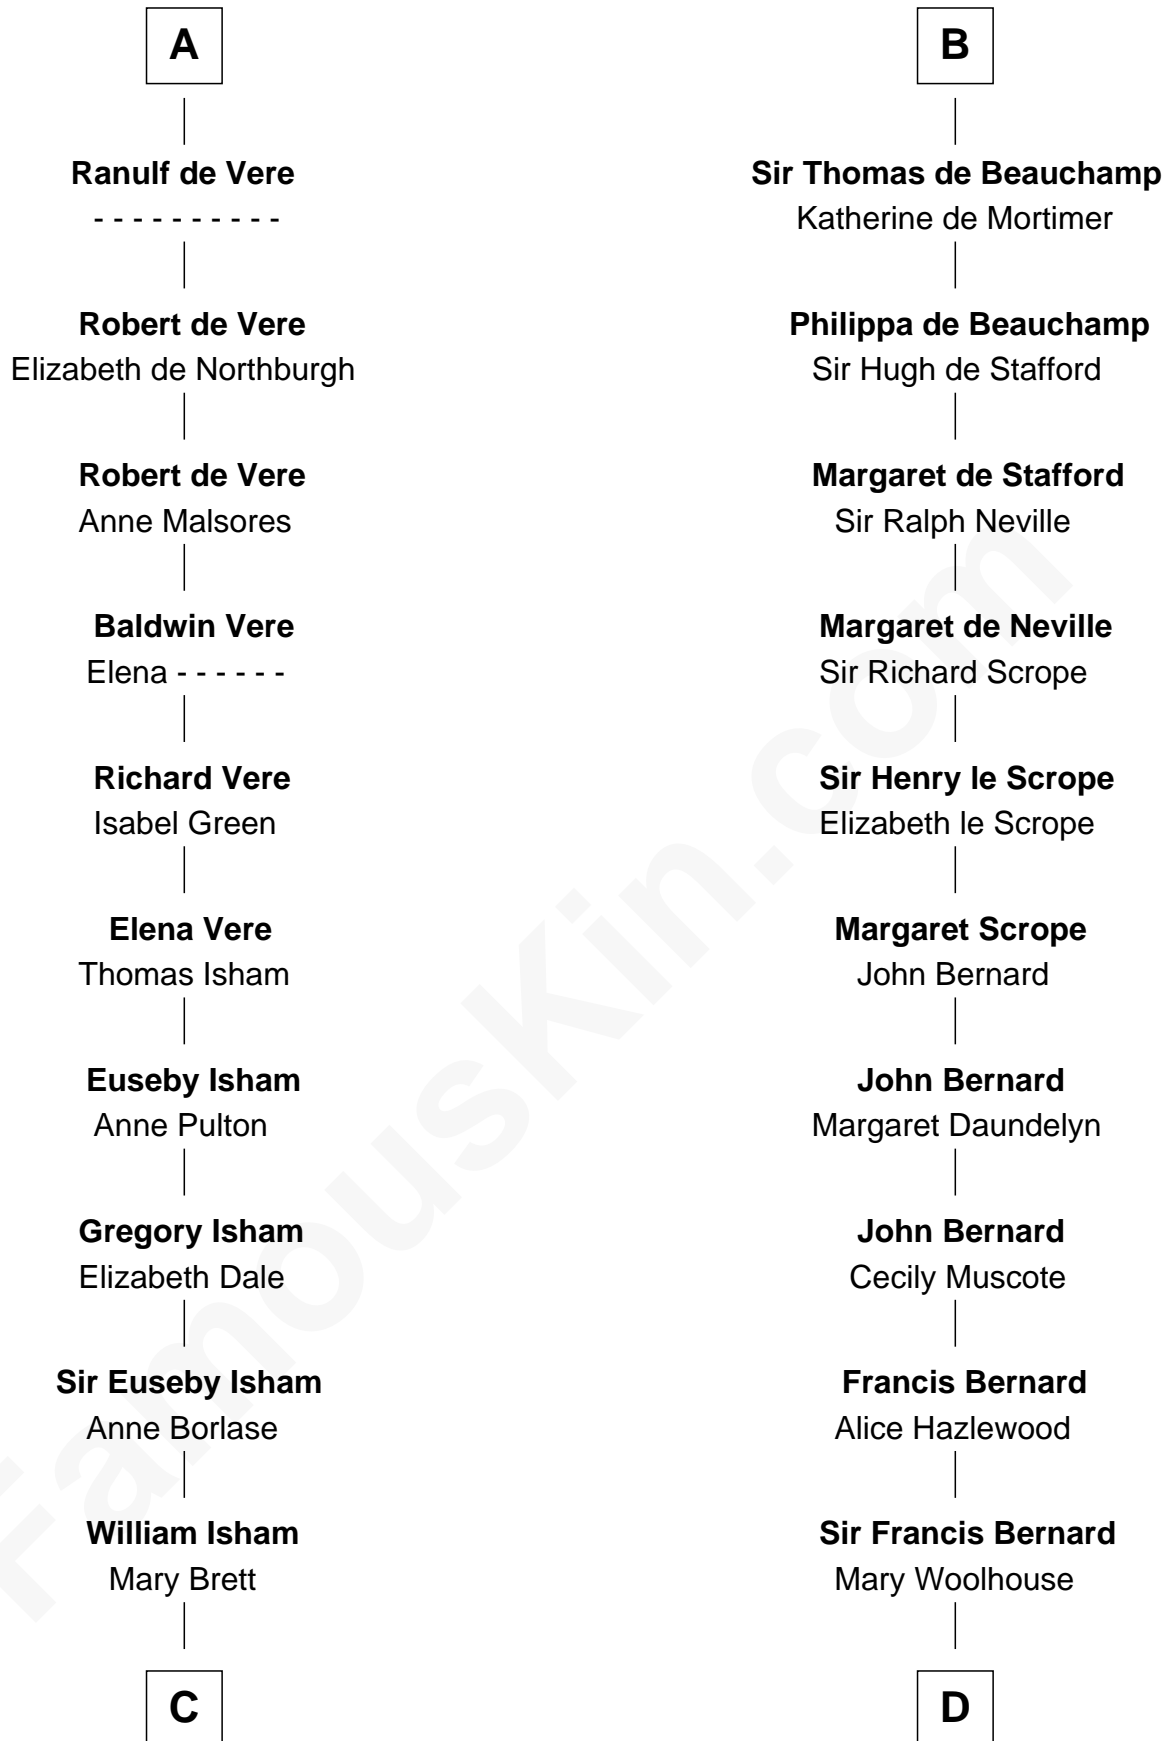 A
Ranulf de Vere
- - - - - - - - - -
Robert de Vere
Elizabeth de Northburgh
Robert de Vere
Anne Malsores
Baldwin Vere
Elena - - - - - -
Richard Vere
Isabel Green
Elena Vere
Thomas Isham
Euseby Isham
Anne Pulton
Gregory Isham
Elizabeth Dale
Sir Euseby Isham
Anne Borlase
William Isham
Mary Brett
C
B
Sir Thomas de Beauchamp
Katherine de Mortimer
Philippa de Beauchamp
Sir Hugh de Stafford
Margaret de Stafford
Sir Ralph Neville
Margaret de Neville
Sir Richard Scrope
Sir Henry le Scrope
Elizabeth le Scrope
Margaret Scrope
John Bernard
John Bernard
Margaret Daundelyn
John Bernard
Cecily Muscote
Francis Bernard
Alice Hazlewood
Sir Francis Bernard
Mary Woolhouse
D
FamousKin.com